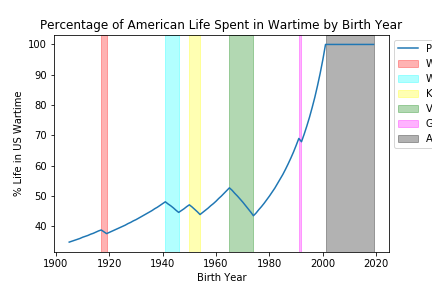 Percentage of American Life Spent in Wartime by Birth Year
% Life in US Wartime
100
90
80
70
60
50
40
1900
1920
1940
1960
1980
2000
2020
Birth Year
P
W
W
K
V
G
A